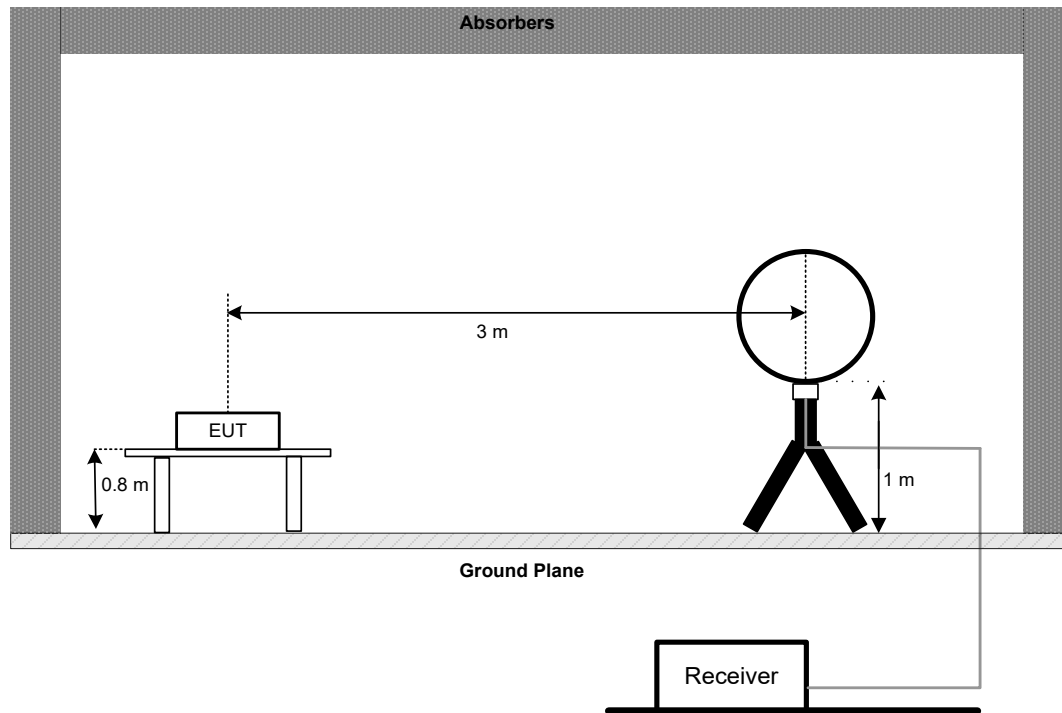 Absorbers
3 m
EUT
0.8 m
1 m
Ground Plane
Receiver